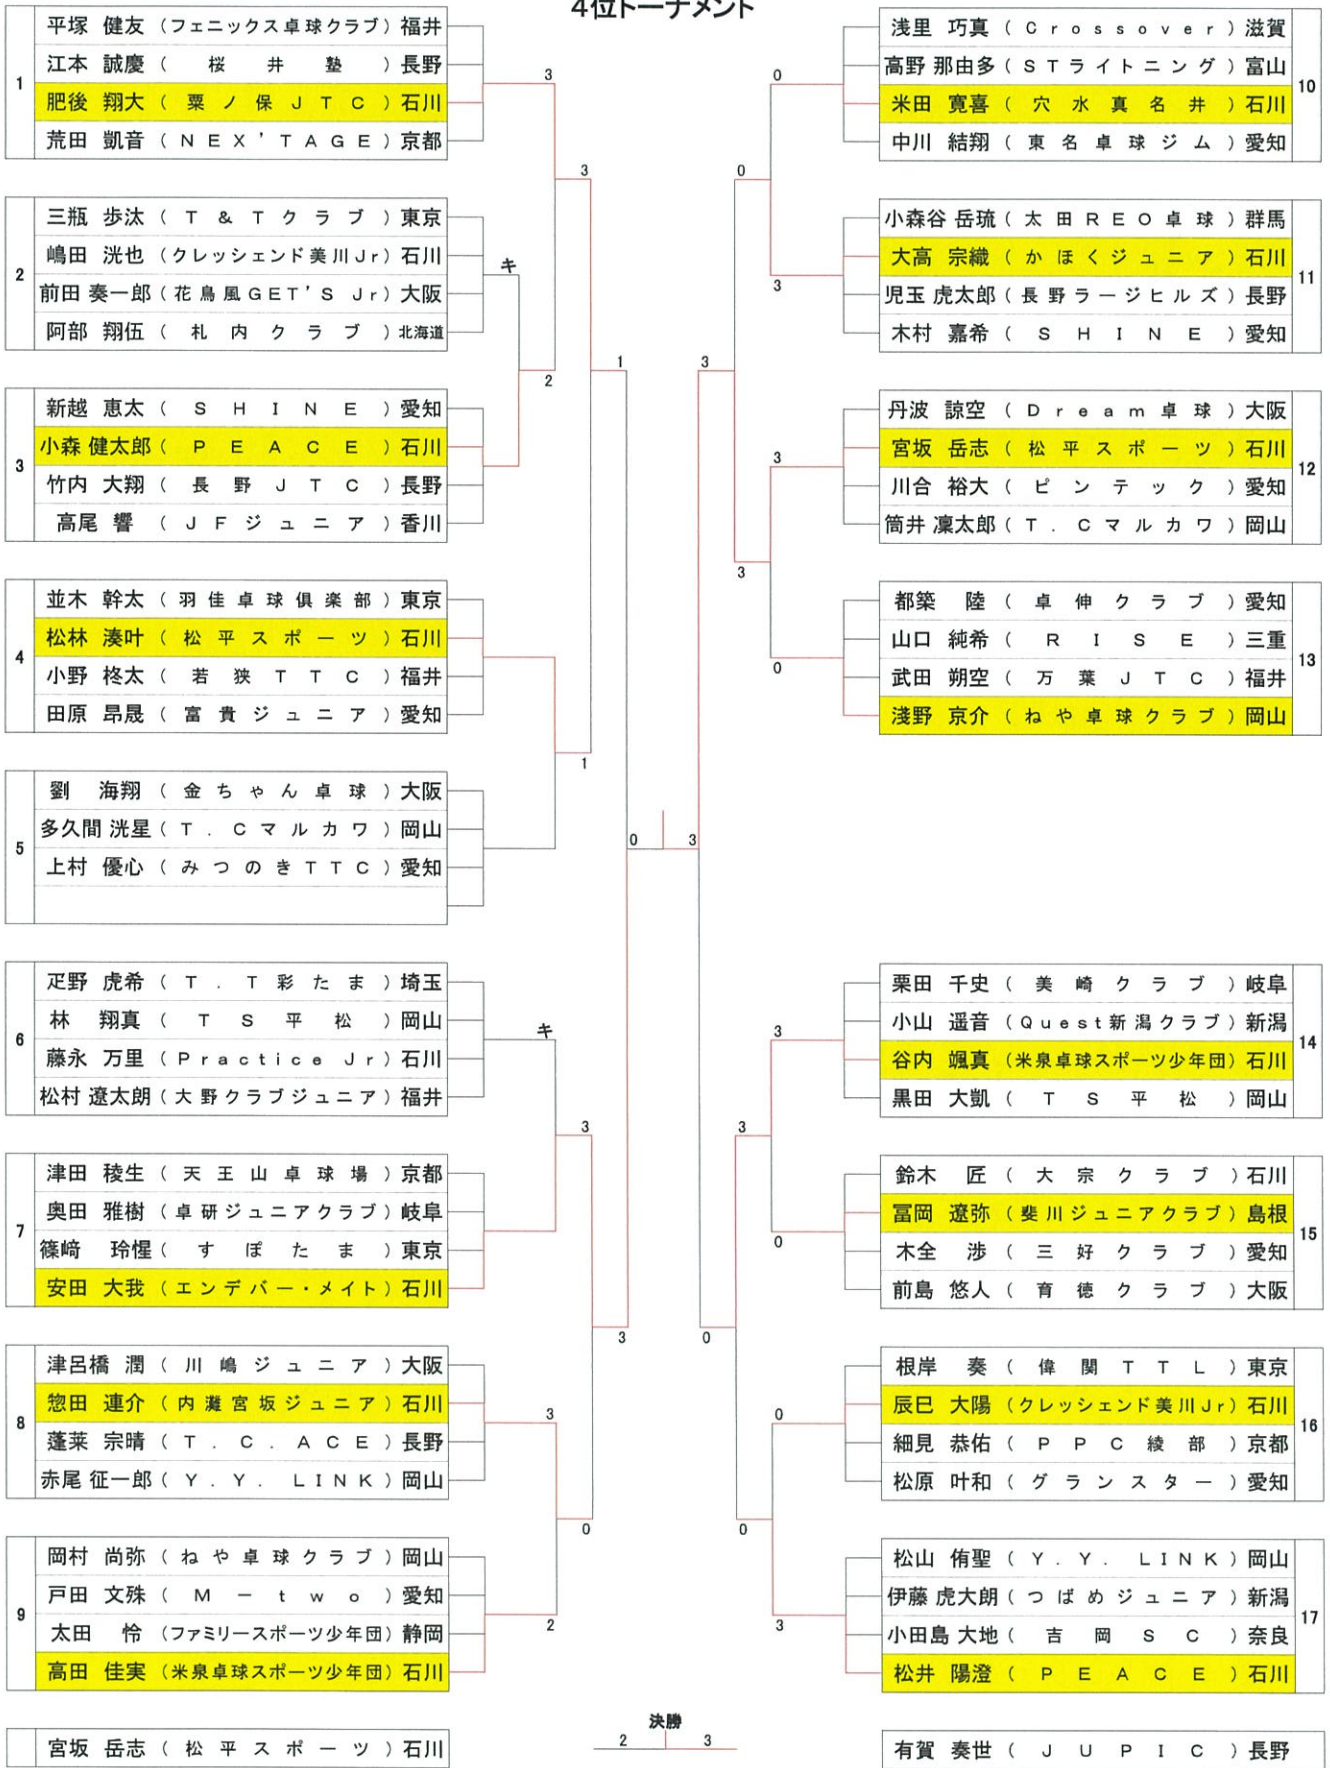 4位トーナメント
1
平塚 健友 (フェニックス卓球クラブ) 福井
江本 誠慶 (桜井塾) 長野
肥後 翔大 (粟ノ保JTC) 石川
荒田 凱音 (NEX'TAGE) 京都
2
三瓶 歩汰 (T&Tクラブ) 東京
嶋田 洸也 (クレッシェンド美川Jr) 石川
前田 奏一郎 (花鳥風GET'S Jr) 大阪
阿部 翔伍 (札内クラブ) 北海道
3
新越 恵太 (SHINE) 愛知
小森 健太郎 (PEACE) 石川
竹内 大翔 (長野JTC) 長野
高尾 響 (JFジュニア) 香川
4
並木 幹太 (羽佳卓球倶楽部) 東京
松林 湊叶 (松平スポーツ) 石川
小野 柊太 (若狭TTC) 福井
田原 昂晟 (富貴ジュニア) 愛知
5
劉 海翔 (金ちゃん卓球) 大阪
多久間 洸星 (T.Cマルカワ) 岡山
上村 優心 (みつのきTTC) 愛知
6
疋野 虎希 (T.T彩たま) 埼玉
林 翔真 (TS平松) 岡山
藤永 万里 (Practice Jr) 石川
松村 遼太朗 (大野クラブジュニア) 福井
7
津田 稜生 (天王山卓球場) 京都
奥田 雅樹 (卓研ジュニアクラブ) 岐阜
篠﨑 玲惺 (すぽたま) 東京
安田 大我 (エンデバー・メイト) 石川
8
津呂橋 潤 (川嶋ジュニア) 大阪
惣田 連介 (内灘宮坂ジュニア) 石川
蓬莱 宗晴 (T.C.ACE) 長野
赤尾 征一郎 (Y.Y.LINK) 岡山
9
岡村 尚弥 (ねや卓球クラブ) 岡山
戸田 文殊 (M-two) 愛知
太田 怜 (ファミリースポーツ少年団) 静岡
高田 佳実 (米泉卓球スポーツ少年団) 石川
宮坂 岳志 (松平スポーツ) 石川
3
3
キ
2
1
1
キ
3
3
3
0
2
0
3
0
0
3
3
3
3
0
3
3
0
0
0
0
3
決勝
2 3
浅里 巧真 (Crossover) 滋賀
高野 那由多 (STライトニング) 富山
米田 寛喜 (穴水真名井) 石川
中川 結翔 (東名卓球ジム) 愛知
10
小森谷 岳琉 (太田REO卓球) 群馬
大高 宗織 (かほくジュニア) 石川
児玉 虎太郎 (長野ラージヒルズ) 長野
木村 嘉希 (SHINE) 愛知
11
丹波 諒空 (Dream卓球) 大阪
宮坂 岳志 (松平スポーツ) 石川
川合 裕大 (ピンテック) 愛知
筒井 凜太郎 (T.Cマルカワ) 岡山
12
都築 陸 (卓伸クラブ) 愛知
山口 純希 (RISE) 三重
武田 朔空 (万葉JTC) 福井
淺野 京介 (ねや卓球クラブ) 岡山
13
栗田 千史 (美崎クラブ) 岐阜
小山 遥音 (Quest新潟クラブ) 新潟
谷内 颯真 (米泉卓球スポーツ少年団) 石川
黒田 大凱 (TS平松) 岡山
14
鈴木 匠 (大宗クラブ) 石川
冨岡 遼弥 (斐川ジュニアクラブ) 島根
木全 渉 (三好クラブ) 愛知
前島 悠人 (育徳クラブ) 大阪
15
根岸 奏 (偉関TTL) 東京
辰巳 大陽 (クレッシェンド美川Jr) 石川
細見 恭佑 (PPC綾部) 京都
松原 叶和 (グランスター) 愛知
16
松山 侑聖 (Y.Y.LINK) 岡山
伊藤 虎大朗 (つばめジュニア) 新潟
小田島 大地 (吉岡SC) 奈良
松井 陽澄 (PEACE) 石川
17
有賀 奏世 (JUPIC) 長野